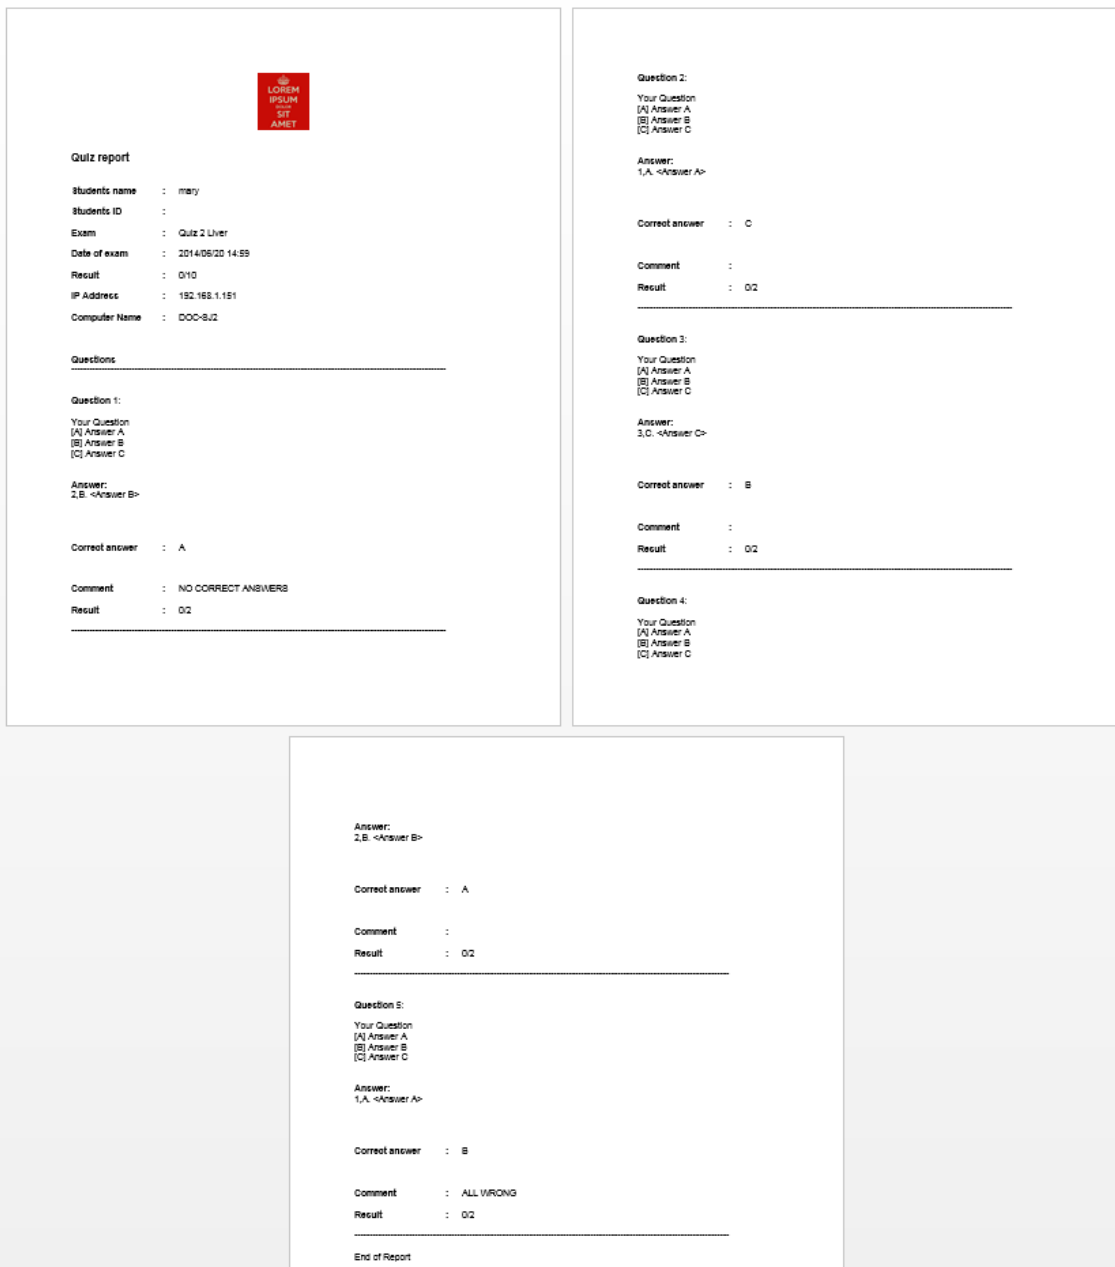 LOREM
IPSUM
DOLOR
SIT
AMET
Quiz report
Students name : mary
Students ID :
Exam : Quiz 2 Liver
Date of exam : 2014/06/20 14:59
Result : 0/10
IP Address : 192.168.1.151
Computer Name : DOC-SJ2
Questions
Question 1:
Your Question
[A] Answer A
[B] Answer B
[C] Answer C
Answer:
2,B. <Answer B>
Correct answer : A
Comment : NO CORRECT ANSWERS
Result : 0/2
Question 2:
Your Question
[A] Answer A
[B] Answer B
[C] Answer C
Answer:
1,A. <Answer A>
Correct answer : C
Comment :
Result : 0/2
Question 3:
Your Question
[A] Answer A
[B] Answer B
[C] Answer C
Answer:
3,C. <Answer C>
Correct answer : B
Comment :
Result : 0/2
Question 4:
Your Question
[A] Answer A
[B] Answer B
[C] Answer C
Answer:
2,B. <Answer B>
Correct answer : A
Comment :
Result : 0/2
Question 5:
Your Question
[A] Answer A
[B] Answer B
[C] Answer C
Answer:
1,A. <Answer A>
Correct answer : B
Comment : ALL WRONG
Result : 0/2
End of Report